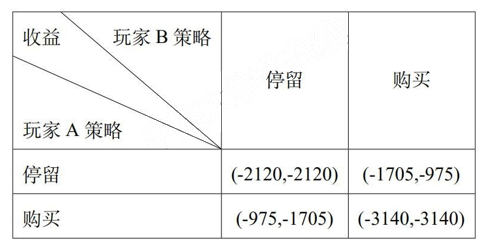 收益 玩家 B 策略
停留 购买
玩家 A 策略
停留 (-2120,-2120) (-1705,-975)
购买 (-975,-1705) (-3140,-3140)